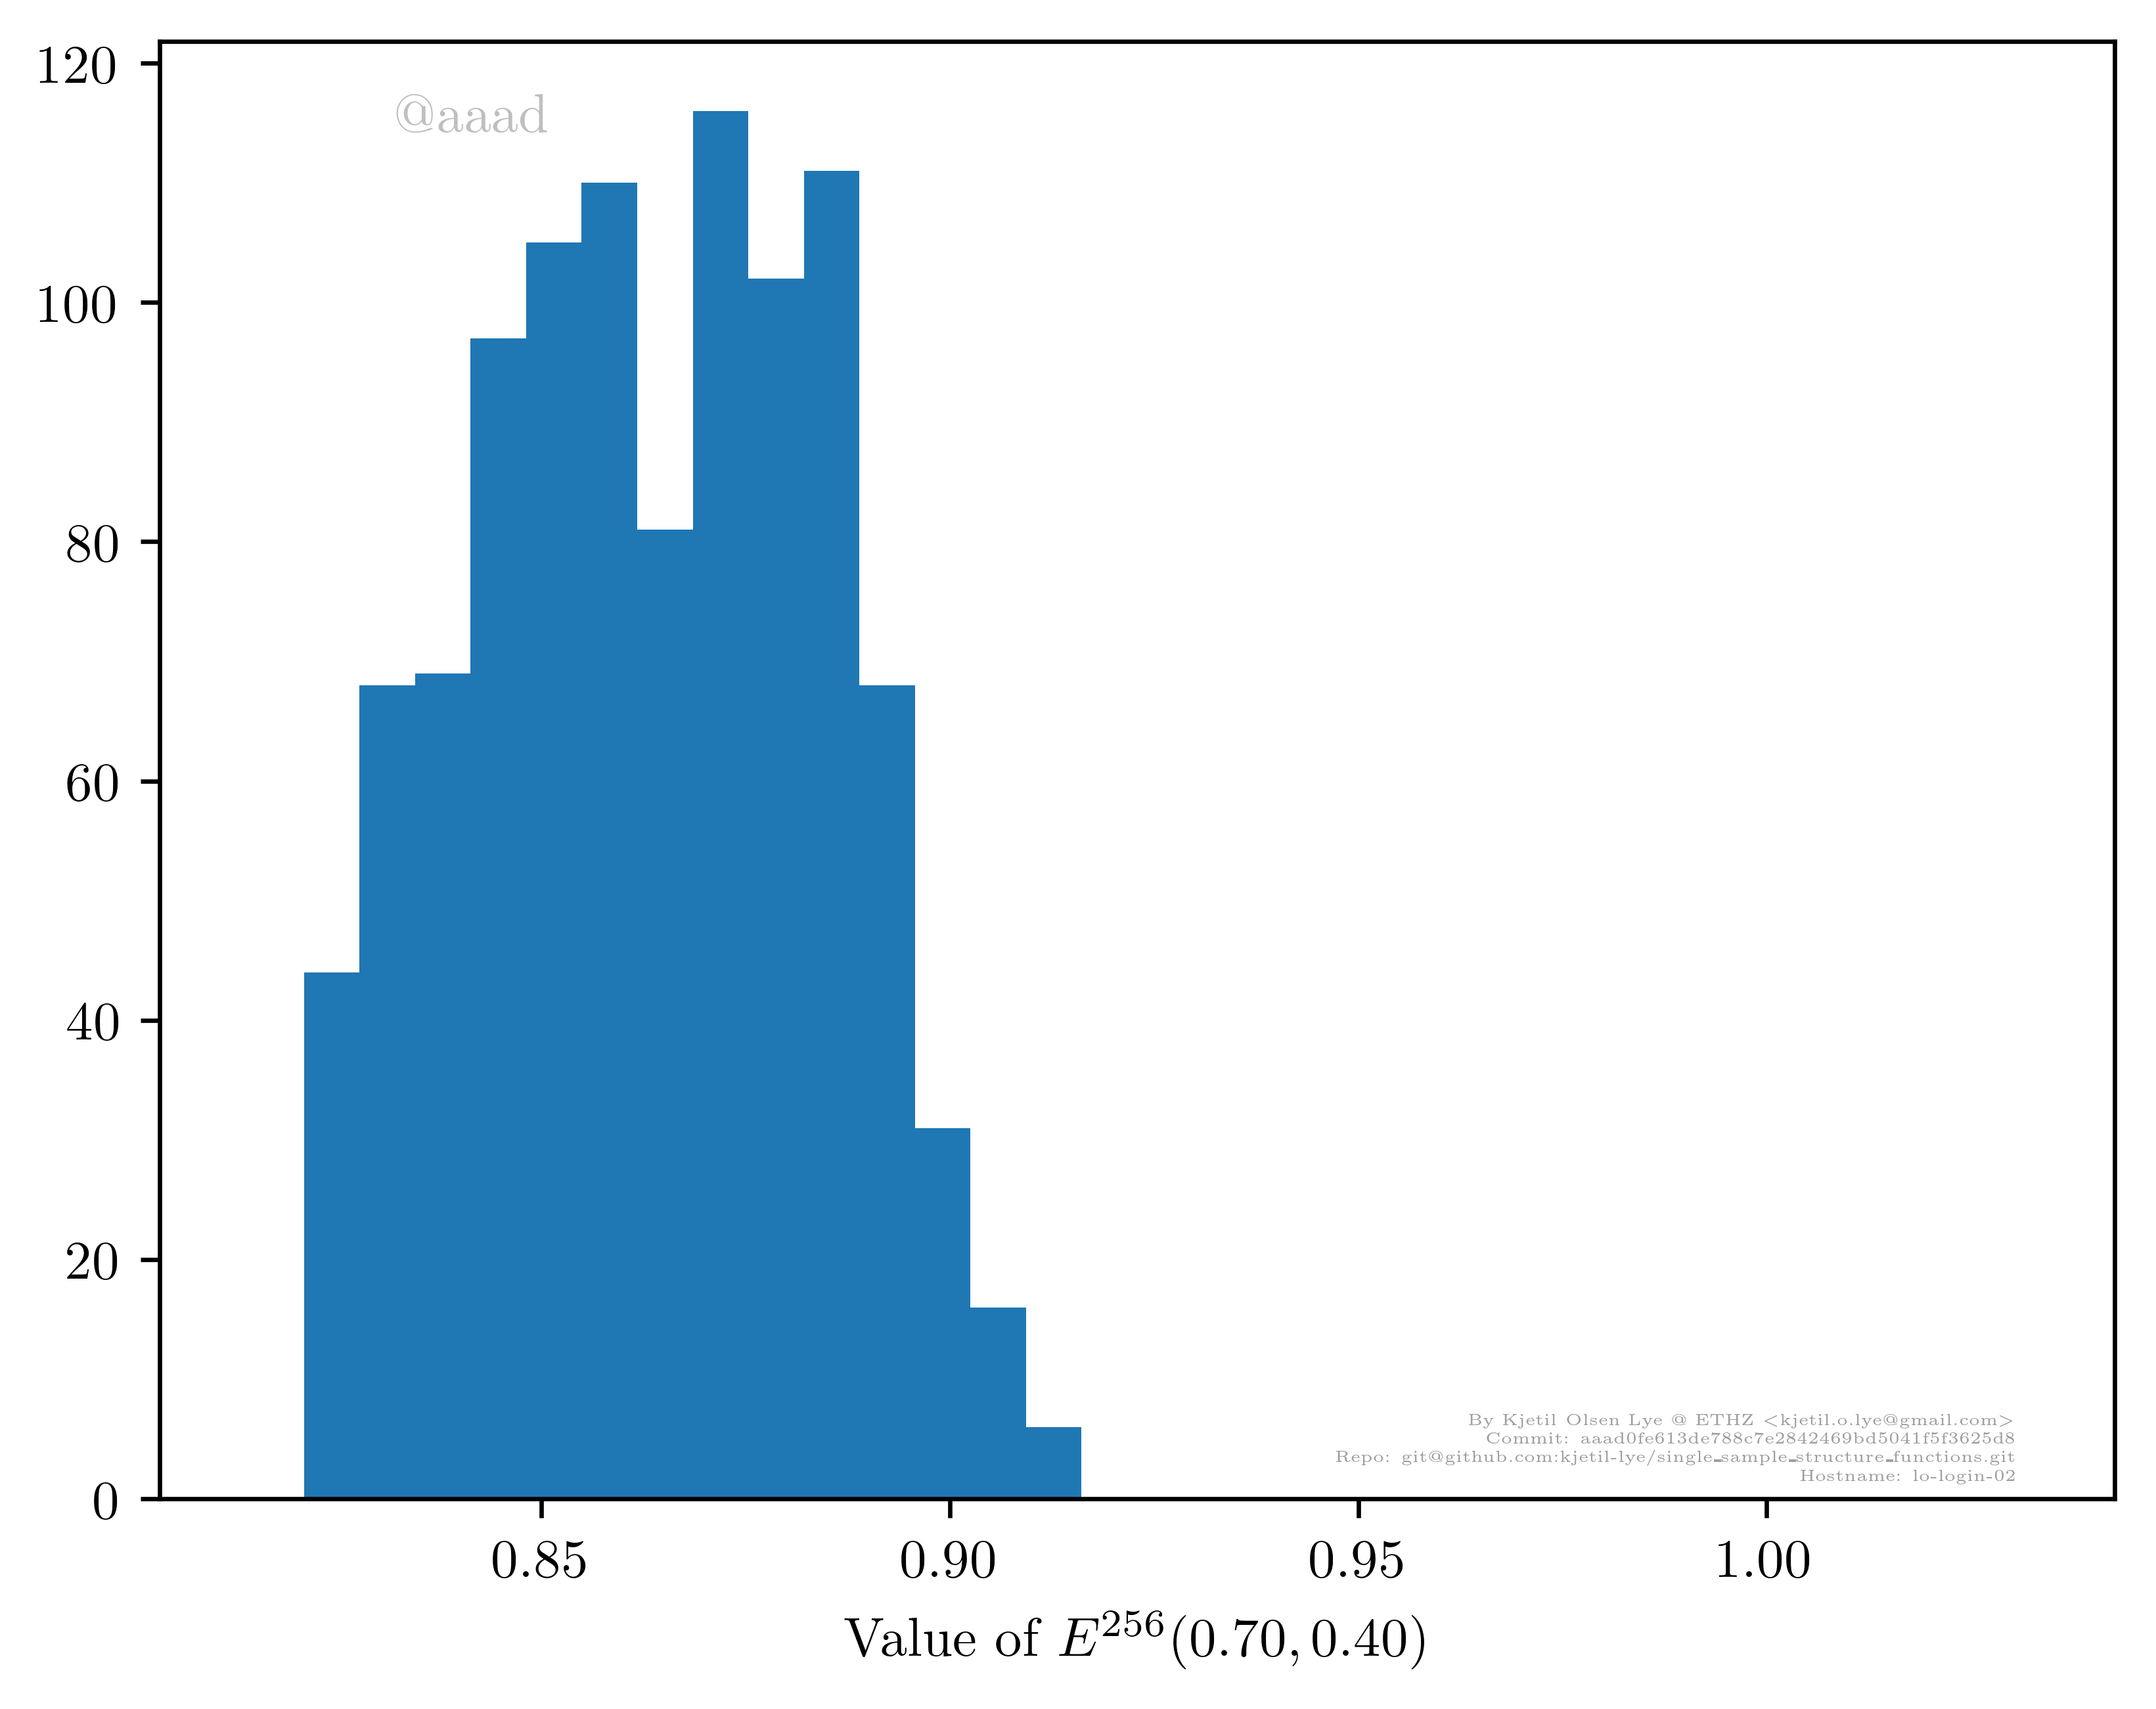 120
@aaad
100
80
60
40
20
0
By Kjetil Olsen Lye @ ETHZ <kjetil.o.lye@gmail.com>
Commit: aaad0fe613de788c7e2842469bd5041f5f3625d8
Repo: git@github.com:kjetil-lye/single_sample_structure_functions.git
Hostname: lo-login-02
0.85 0.90 0.95 1.00
Value of E^256(0.70, 0.40)